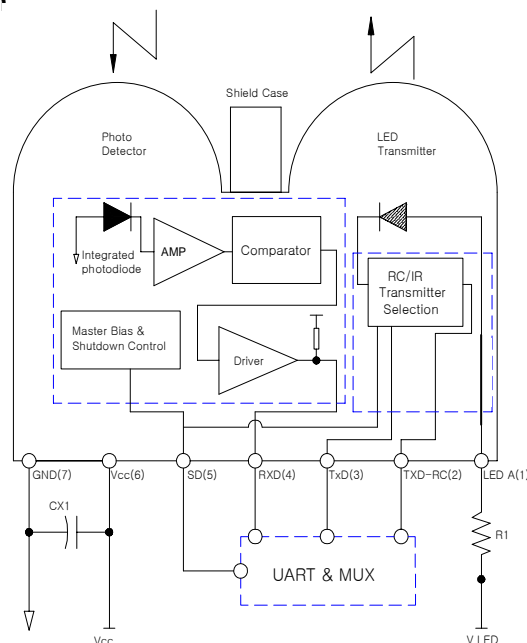 Shield Case
Photo
Detector
LED
Transmitter
Integrated
photodiode
AMP
Comparator
RC/IR
Transmitter
Selection
Master Bias &
Shutdown Control
Driver
GND(7)
Vcc(6)
SD(5)
RXD(4)
TxD(3)
TXD-RC(2)
LED A(1)
CX1
R1
UART & MUX
Vcc
V LED